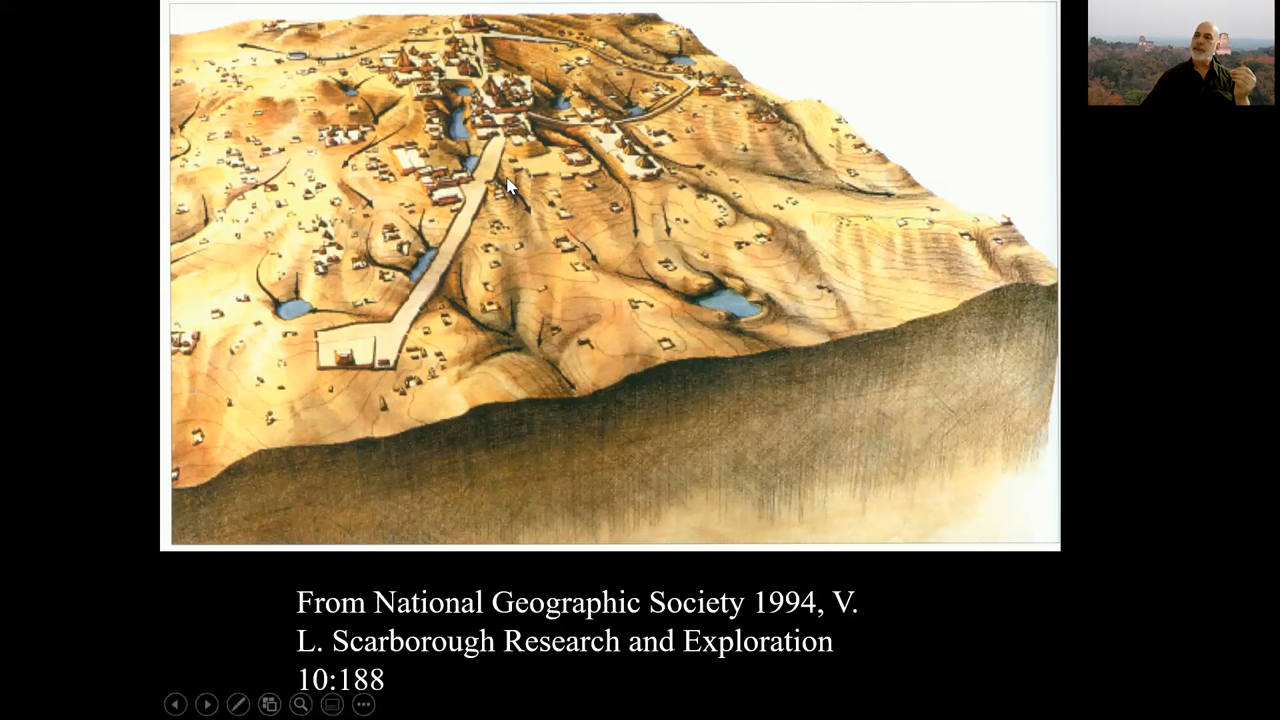 From National Geographic Society 1994, V.
L. Scarborough Research and Exploration
10:188